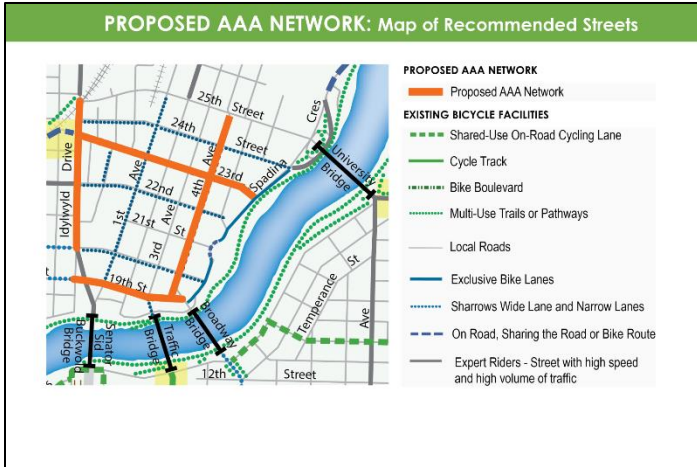 PROPOSED AAA NETWORK: Map of Recommended Streets
PROPOSED AAA NETWORK
Proposed AAA Network
EXISTING BICYCLE FACILITIES
Shared-Use On-Road Cycling Lane
Cycle Track
Bike Boulevard
Multi-Use Trails or Pathways
Local Roads
Exclusive Bike Lanes
Sharrows Wide Lane and Narrow Lanes
On Road, Sharing the Road or Bike Route
Expert Riders - Street with high speed
and high volume of traffic
25th Street
24th Street
23rd
22nd
21st St
19th St
Idylwyld Drive
1st Ave
3rd Ave
4th Ave
Spadina Cres
University
Bridge
Broadway
Bridge
Traffic
Bridge
Senator Sid
Buckwold
Bridge
Temperance St
Ave
12th Street